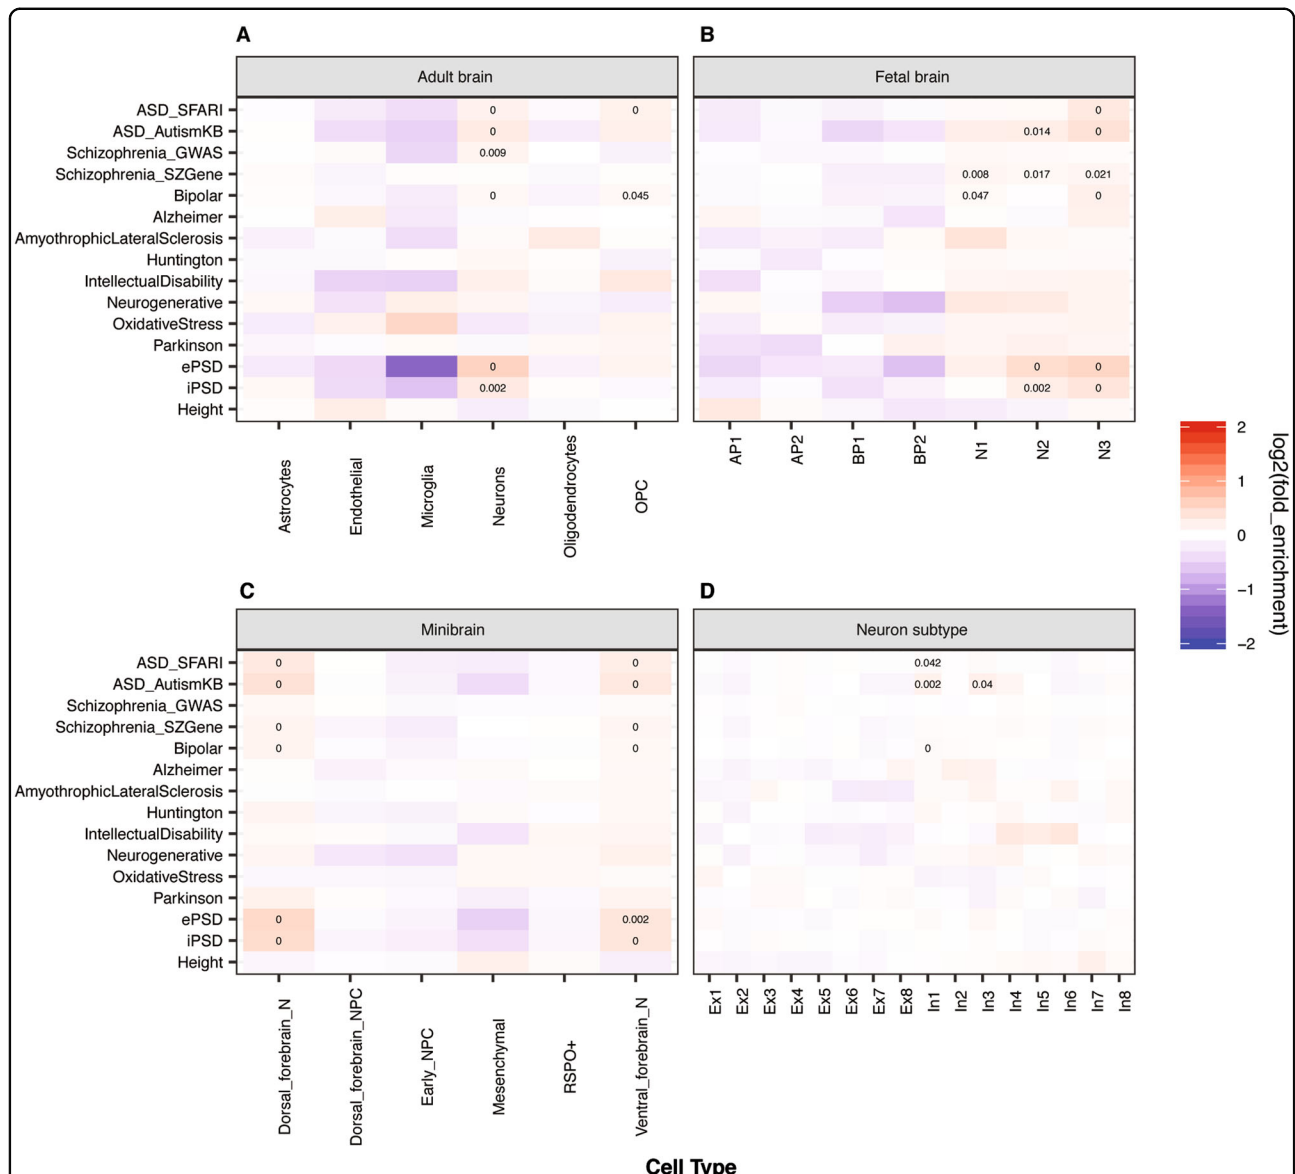 A
Adult brain
ASD_SFARI 0 0
ASD_AutismKB 0
Schizophrenia_GWAS 0.009
Schizophrenia_SZGene
Bipolar 0 0.045
Alzheimer
AmyothrophicLateralSclerosis
Huntington
IntellectualDisability
Neurogenerative
OxidativeStress
Parkinson
ePSD 0
iPSD 0.002
Height
Astrocytes
Endothelial
Microglia
Neurons
Oligodendrocytes
OPC
B
Fetal brain
0
0.014 0
0.008 0.017 0.021
0.047 0
0 0
0.002 0
AP1
AP2
BP1
BP2
N1
N2
N3
2
1
0
−1
−2
log2(fold_enrichment)
C
Minibrain
ASD_SFARI 0 0
ASD_AutismKB 0 0
Schizophrenia_GWAS
Schizophrenia_SZGene 0 0
Bipolar 0 0
Alzheimer
AmyothrophicLateralSclerosis
Huntington
IntellectualDisability
Neurogenerative
OxidativeStress
Parkinson
ePSD 0 0.002
iPSD 0 0
Height
Dorsal_forebrain_N
Dorsal_forebrain_NPC
Early_NPC
Mesenchymal
RSPO+
Ventral_forebrain_N
D
Neuron subtype
0.042
0.002 0.04
0
Ex1
Ex2
Ex3
Ex4
Ex5
Ex6
Ex7
Ex8
In1
In2
In3
In4
In5
In6
In7
In8
Cell Type